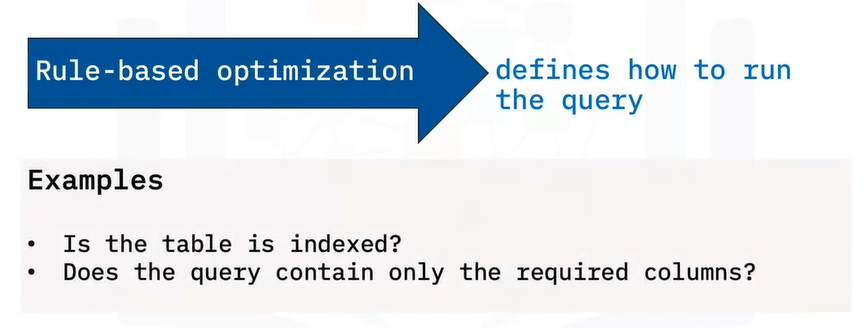 Rule-based optimization
defines how to run
the query
Examples
• Is the table is indexed?
• Does the query contain only the required columns?